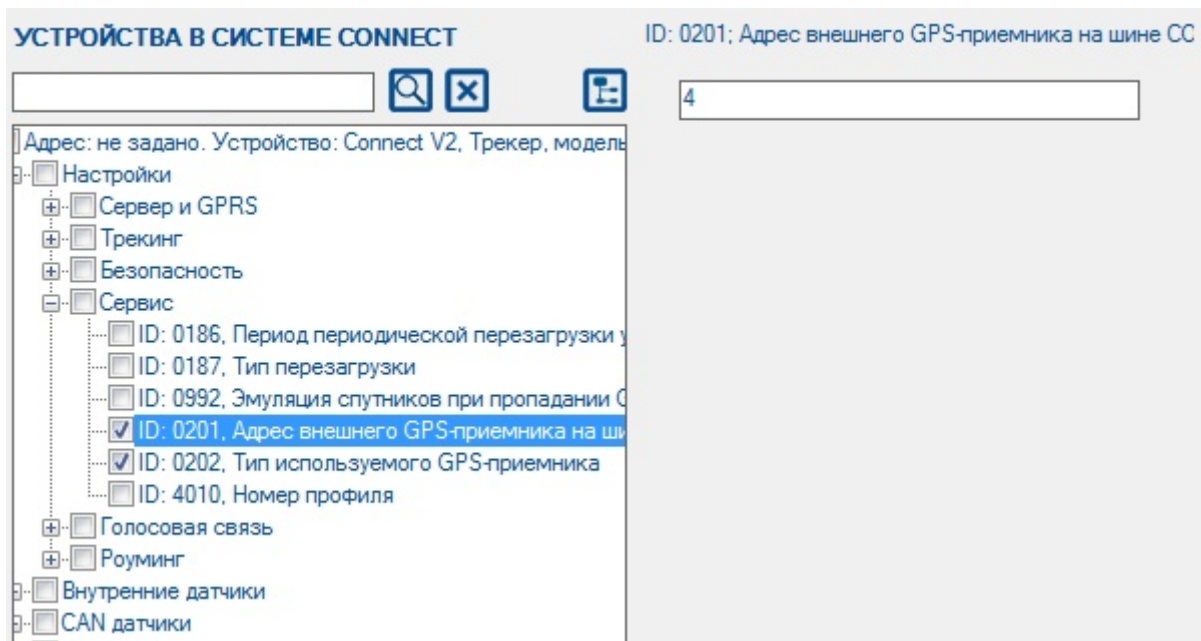 УСТРОЙСТВА В СИСТЕМЕ CONNECT
ID: 0201; Адрес внешнего GPS-приемника на шине CO
4
Адрес: не задано. Устройство: Connect V2, Трекер, модель
Настройки
Сервер и GPRS
Трекинг
Безопасность
Сервис
ID: 0186, Период периодической перезагрузки у
ID: 0187, Тип перезагрузки
ID: 0992, Эмуляция спутников при пропадании G
ID: 0201, Адрес внешнего GPS-приемника на ши
ID: 0202, Тип используемого GPS-приемника
ID: 4010, Номер профиля
Голосовая связь
Роуминг
Внутренние датчики
CAN датчики